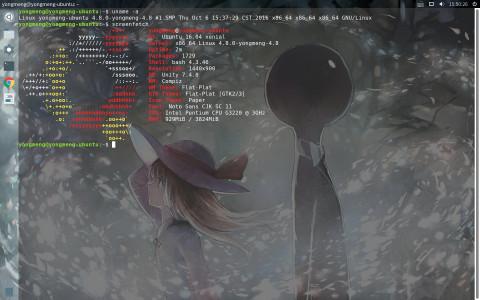 yongmeng@yongmeng-ubuntu: ~
11:50:26
yongmeng@yongmeng-ubuntu:~$ uname -a
Linux yongmeng-ubuntu 4.8.0-yongmeng-4.8 #1 SMP Thu Oct 6 15:37:29 CST 2016 x86_64 x86_64 x86_64 GNU/Linux
yongmeng@yongmeng-ubuntu:~$ screenfetch
yongmeng@yongmeng-ubuntu
OS: Ubuntu 16.04 xenial
Kernel: x86_64 Linux 4.8.0-yongmeng-4.8
Uptime: 2m
Packages: 1729
Shell: bash 4.3.46
Resolution: 1440x900
DE: Unity 7.4.0
WM: Compiz
WM Theme: Flat-Plat
GTK Theme: Flat-Plat [GTK2/3]
Icon Theme: Paper
Font: Noto Sans CJK SC 11
CPU: Intel Pentium CPU G3220 @ 3GHz
RAM: 929MiB / 3824MiB
yongmeng@yongmeng-ubuntu:~$